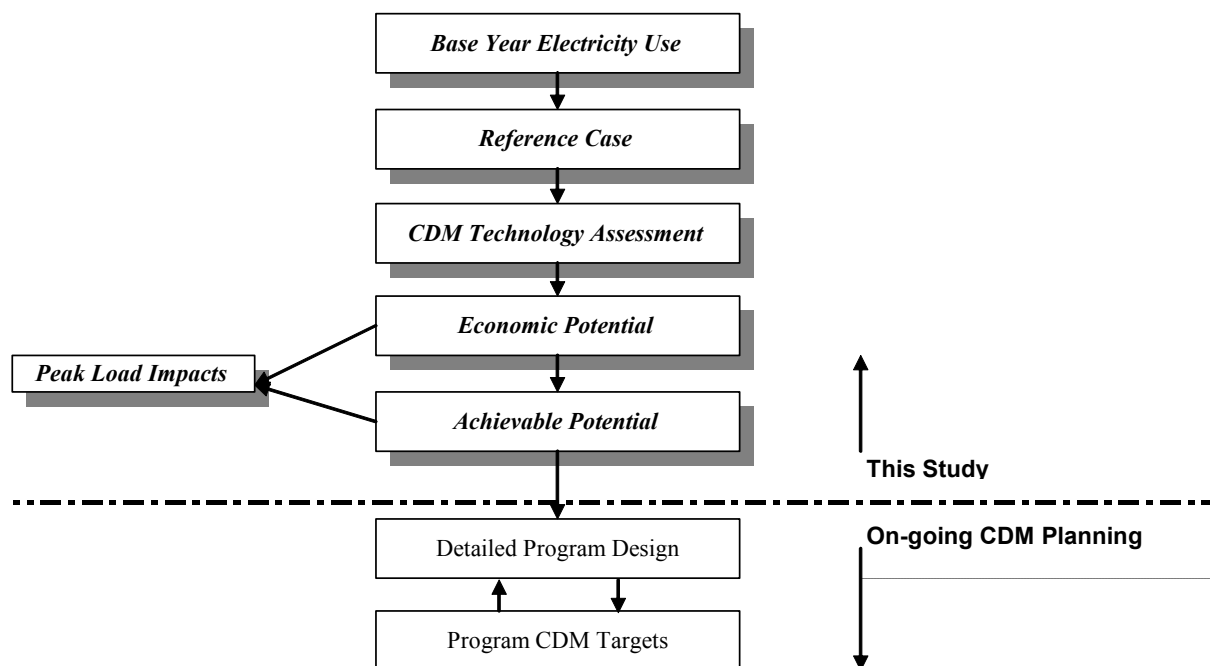 Base Year Electricity Use
Reference Case
CDM Technology Assessment
Economic Potential
Peak Load Impacts
Achievable Potential
This Study
On-going CDM Planning
Detailed Program Design
Program CDM Targets